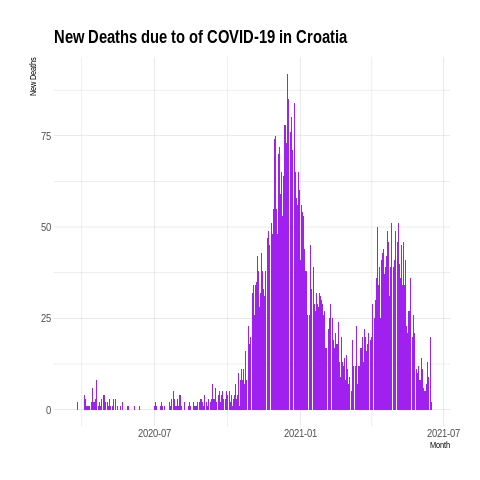 New Deaths due to of COVID-19 in Croatia
New Deaths
75
50
25
0
2020-07
2021-01
2021-07
Month